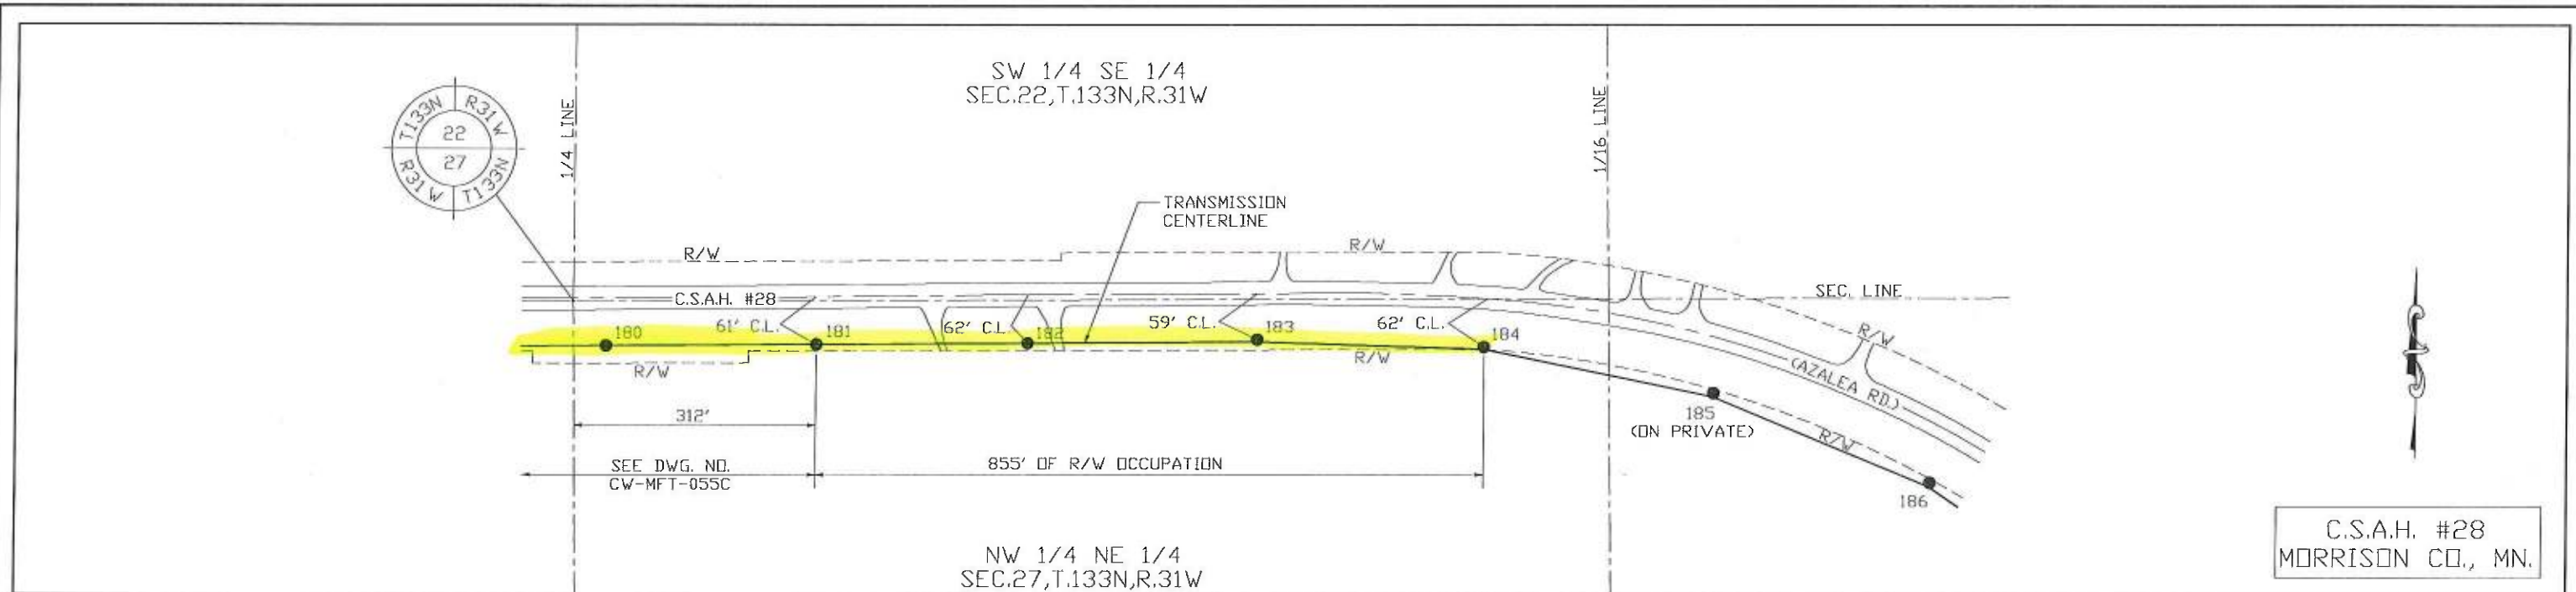 SW 1/4 SE 1/4
SEC.22,T.133N,R.31W
T133N R31W
22
27
R31W T133N
1/4 LINE
1/16 LINE
TRANSMISSION
CENTERLINE
R/W
R/W
C.S.A.H. #28
SEC. LINE
180
61' C.L.
181
62' C.L.
182
59' C.L.
183
62' C.L.
184
R/W
R/W
R/W
(AZALEA RD.)
312'
185
(ON PRIVATE)
R/W
SEE DWG. NO.
CW-MFT-055C
855' OF R/W OCCUPATION
186
NW 1/4 NE 1/4
SEC.27,T.133N,R.31W
C.S.A.H. #28
MORRISON CO., MN.